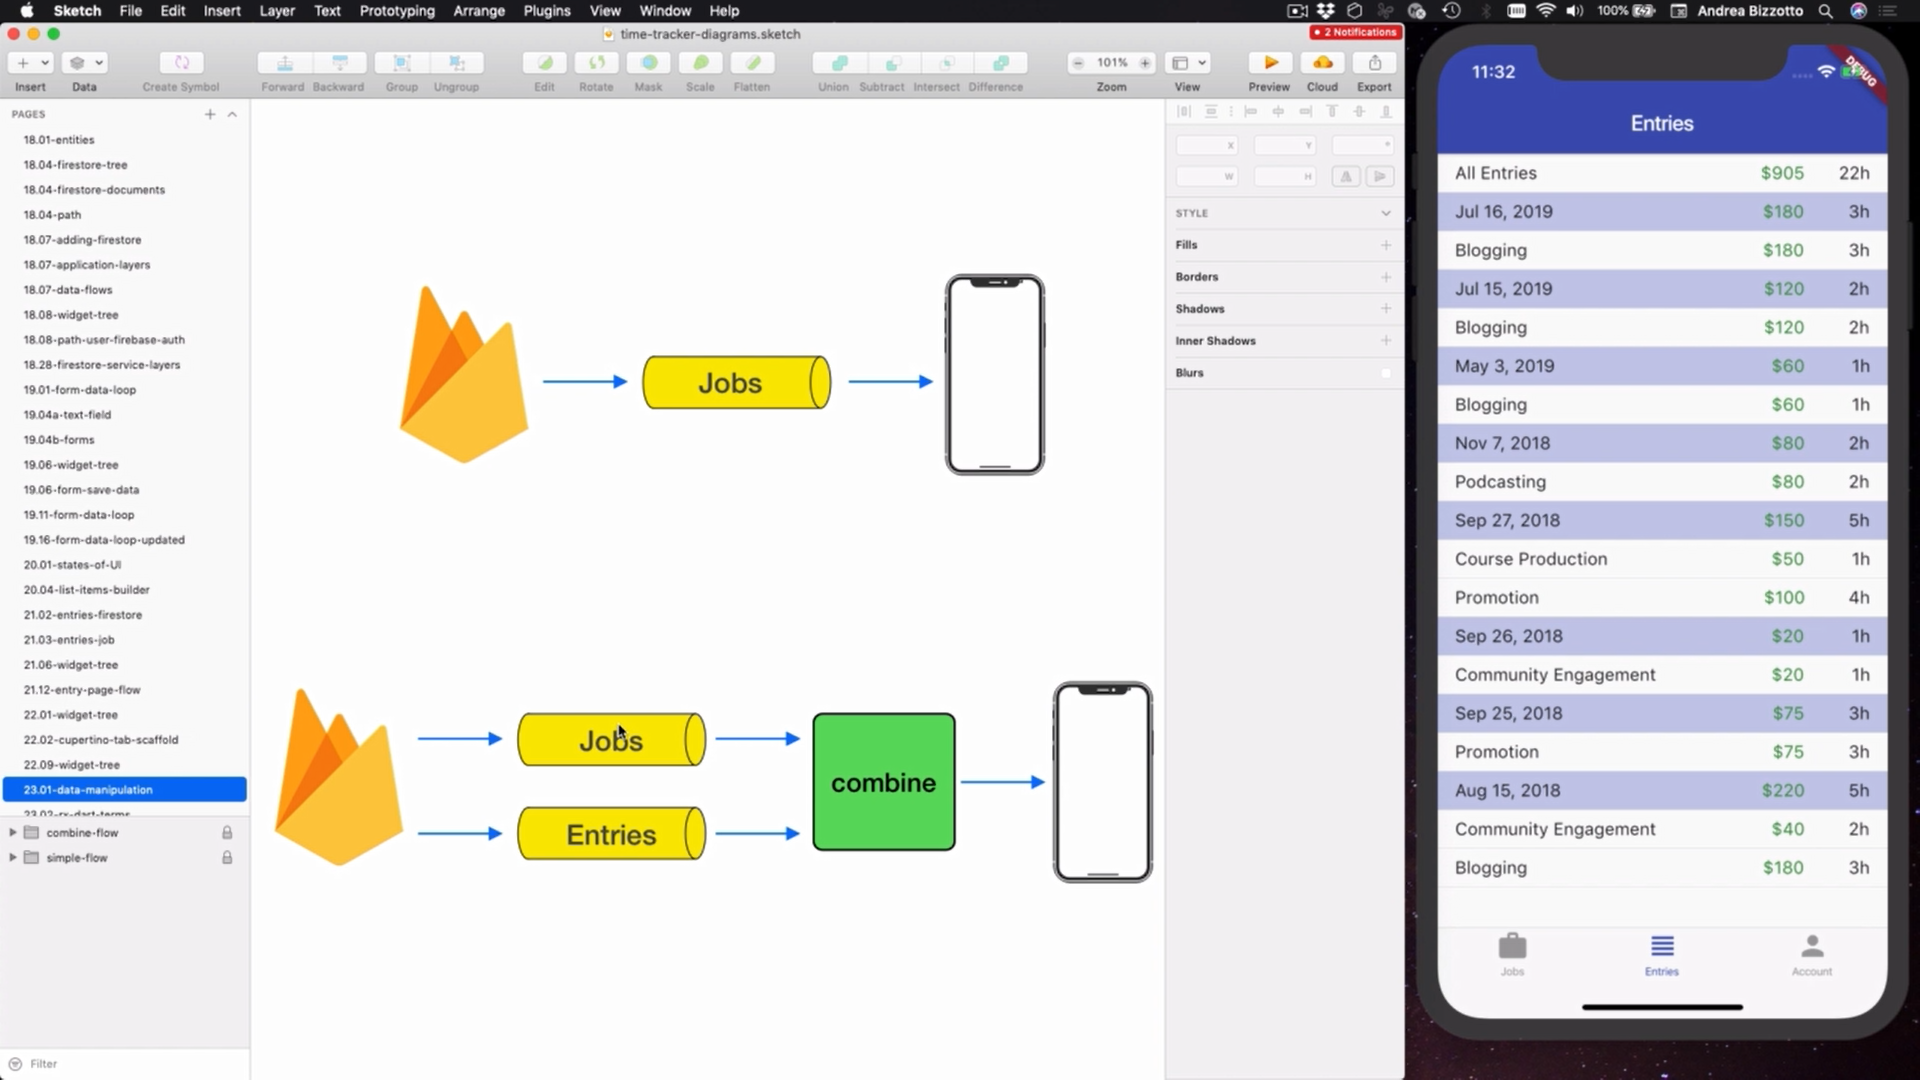 Sketch File Edit Insert Layer Text Prototyping Arrange Plugins View Window Help 100% Andrea Bizzotto
time-tracker-diagrams.sketch
2 Notifications
101%
Insert Data Create Symbol Forward Backward Group Ungroup Edit Rotate Mask Scale Flatten Union Subtract Intersect Difference Zoom View Preview Cloud Export
PAGES
18.01-entities
18.04-firestore-tree
18.04-firestore-documents
18.04-path
18.07-adding-firestore
18.07-application-layers
18.07-data-flows
18.08-widget-tree
18.08-path-user-firebase-auth
18.28-firestore-service-layers
19.01-form-data-loop
19.04a-text-field
19.04b-forms
19.06-widget-tree
19.06-form-save-data
19.11-form-data-loop
19.16-form-data-loop-updated
20.01-states-of-UI
20.04-list-items-builder
21.02-entries-firestore
21.03-entries-job
21.06-widget-tree
21.12-entry-page-flow
22.01-widget-tree
22.02-cupertino-tab-scaffold
22.09-widget-tree
23.01-data-manipulation
23.02-rx-dart-terms
combine-flow
simple-flow
Filter
Jobs
Jobs
Entries
combine
X Y °
W H
STYLE
Fills
Borders
Shadows
Inner Shadows
Blurs
11:32
DEBUG
Entries
All Entries $905 22h
Jul 16, 2019 $180 3h
Blogging $180 3h
Jul 15, 2019 $120 2h
Blogging $120 2h
May 3, 2019 $60 1h
Blogging $60 1h
Nov 7, 2018 $80 2h
Podcasting $80 2h
Sep 27, 2018 $150 5h
Course Production $50 1h
Promotion $100 4h
Sep 26, 2018 $20 1h
Community Engagement $20 1h
Sep 25, 2018 $75 3h
Promotion $75 3h
Aug 15, 2018 $220 5h
Community Engagement $40 2h
Blogging $180 3h
Jobs Entries Account